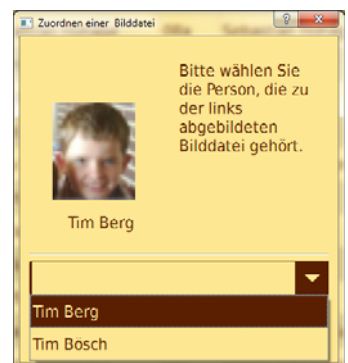 Zuordnen einer Bilddatei
Bitte wählen Sie
die Person, die zu
der links
abgebildeten
Bilddatei gehört.
Tim Berg
Tim Berg
Tim Bösch